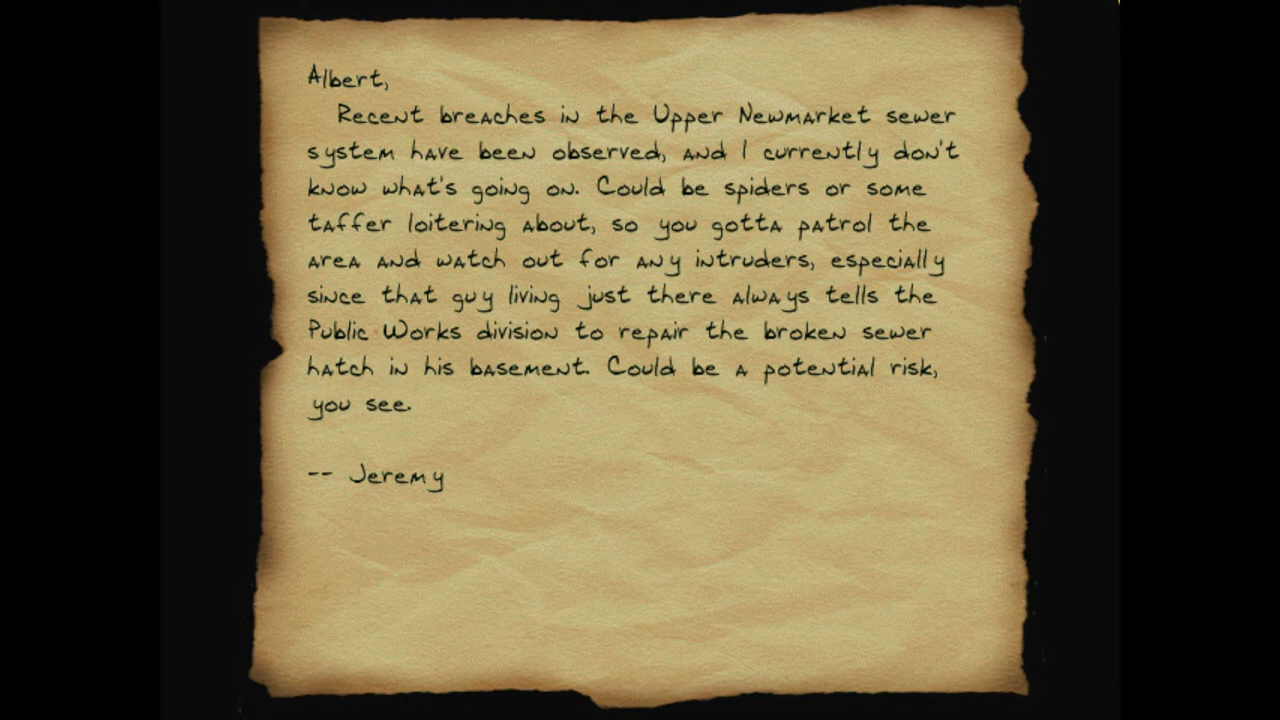 Albert,
Recent breaches in the Upper Newmarket sewer
system have been observed, and I currently don't
know what's going on. Could be spiders or some
taffer loitering about, so you gotta patrol the
area and watch out for any intruders, especially
since that guy living just there always tells the
Public Works division to repair the broken sewer
hatch in his basement. Could be a potential risk,
you see.
-- Jeremy